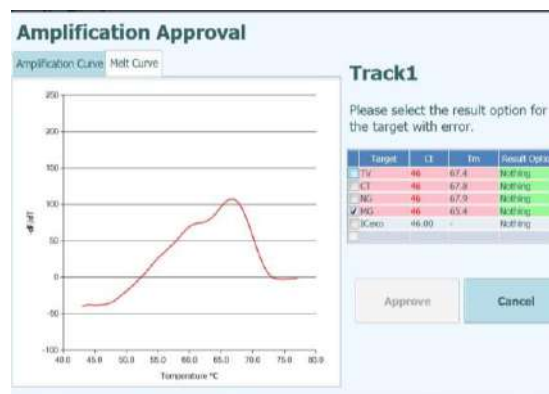 Amplification Approval
Amplification Curve Melt Curve
Track1
Please select the result option for
the target with error.
Target Ct Tm Result Optio
TV 46 67.4 Nothing
CT 46 67.8 Nothing
NG 46 67.9 Nothing
MG 46 65.4 Nothing
46.00 - Nothing
Approve Cancel
250
200
150
100
50
0
-50
-100
40.0 45.0 50.0 55.0 60.0 65.0 70.0 75.0 80.0
-dF/dT
Temperature °C